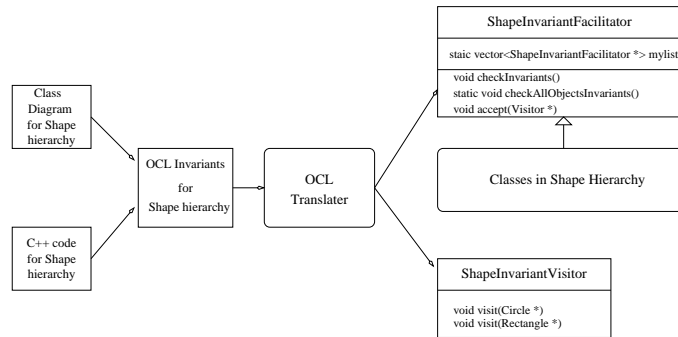 Class
Diagram
for Shape
hierarchy
C++ code
for Shape
hierarchy
OCL Invariants
for
Shape hierarchy
OCL
Translater
ShapeInvariantFacilitator
staic vector<ShapeInvariantFacilitator *> mylist
void checkInvariants()
static void checkAllObjectsInvariants()
void accept(Visitor *)
Classes in Shape Hierarchy
ShapeInvariantVisitor
void visit(Circle *)
void visit(Rectangle *)